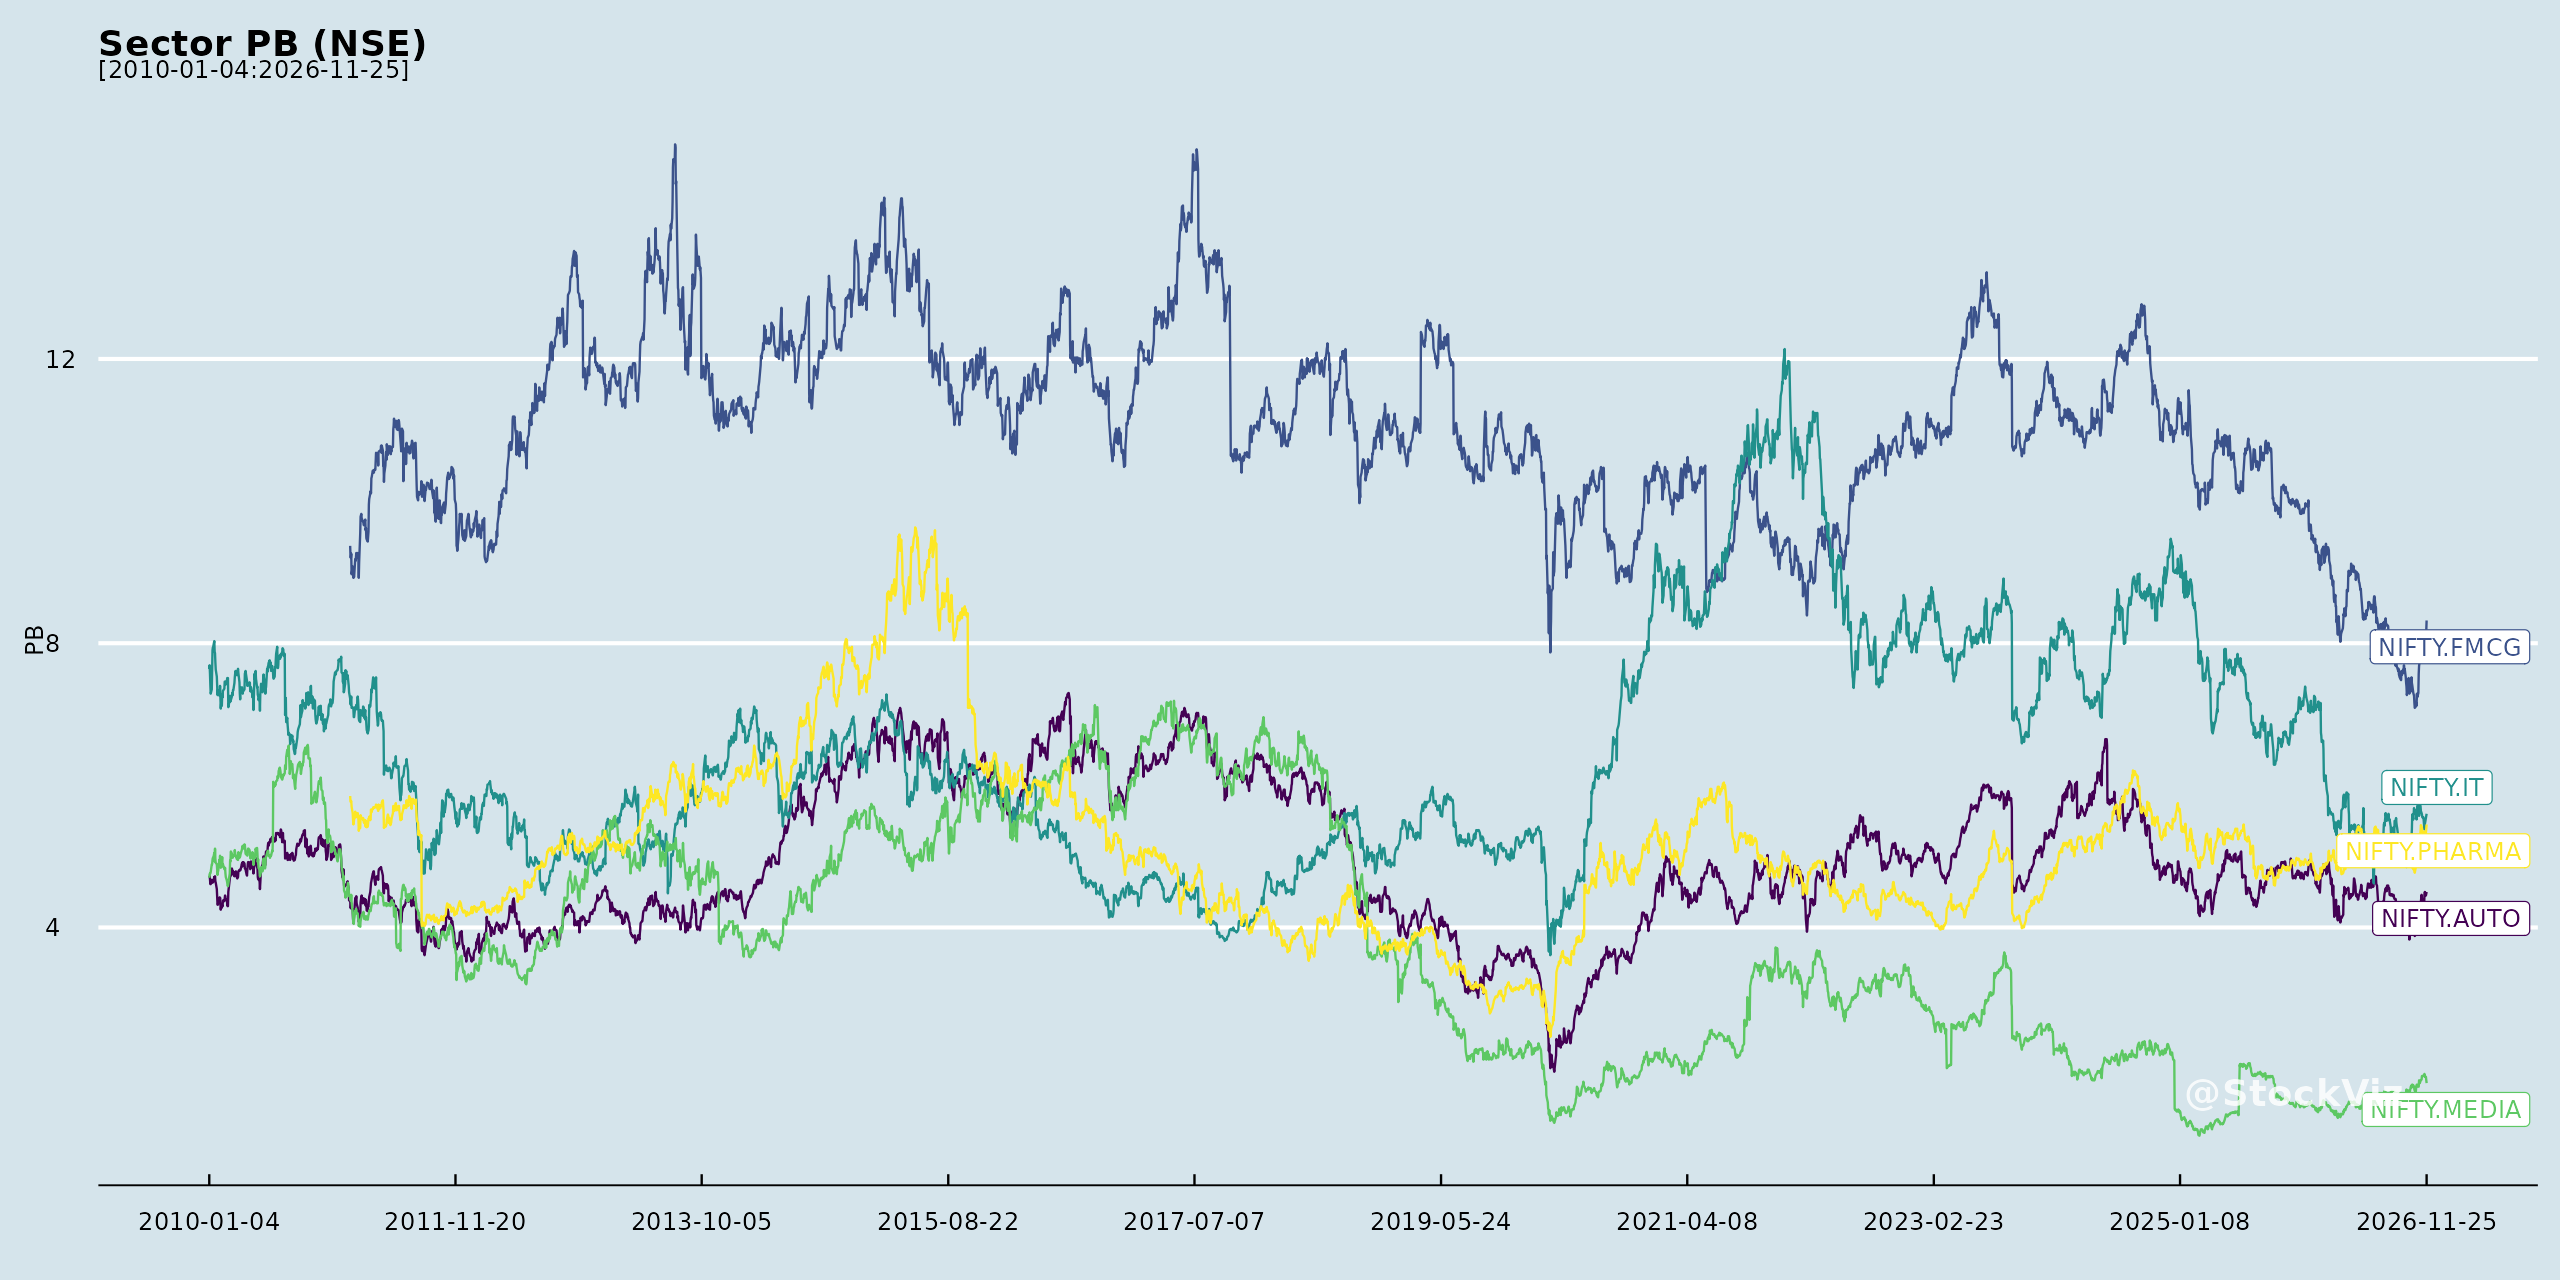 Sector PB (NSE)
[2010-01-04:2026-11-25]
12
PB
8
4
NIFTY.FMCG
NIFTY.IT
NIFTY.PHARMA
NIFTY.AUTO
@StockViz
NIFTY.MEDIA
2010-01-04 2011-11-20 2013-10-05 2015-08-22 2017-07-07 2019-05-24 2021-04-08 2023-02-23 2025-01-08 2026-11-25